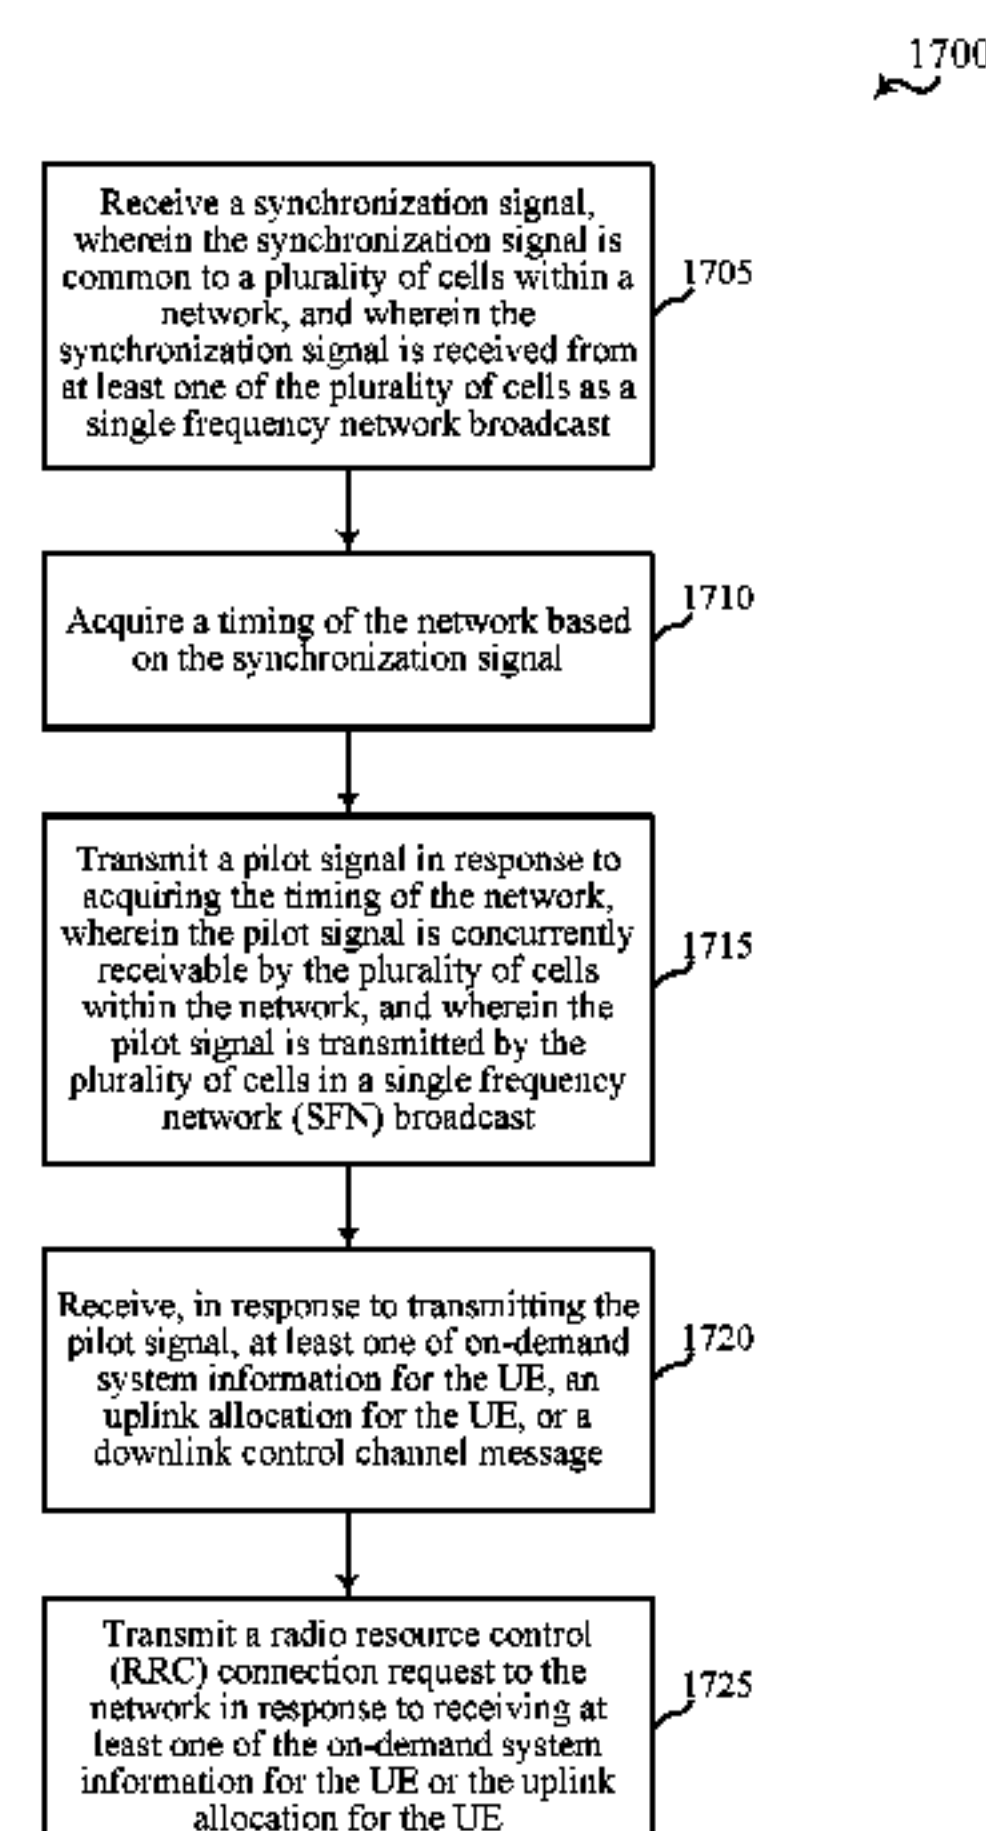 1700
Receive a synchronization signal,
wherein the synchronization signal is
common to a plurality of cells within a
network, and wherein the
synchronization signal is received from
at least one of the plurality of cells as a
single frequency network broadcast
1705
Acquire a timing of the network based
on the synchronization signal
1710
Transmit a pilot signal in response to
acquiring the timing of the network,
wherein the pilot signal is concurrently
receivable by the plurality of cells
within the network, and wherein the
pilot signal is transmitted by the
plurality of cells in a single frequency
network (SFN) broadcast
1715
Receive, in response to transmitting the
pilot signal, at least one of on-demand
system information for the UE, an
uplink allocation for the UE, or a
downlink control channel message
1720
Transmit a radio resource control
(RRC) connection request to the
network in response to receiving at
least one of the on-demand system
information for the UE or the uplink
allocation for the UE
1725